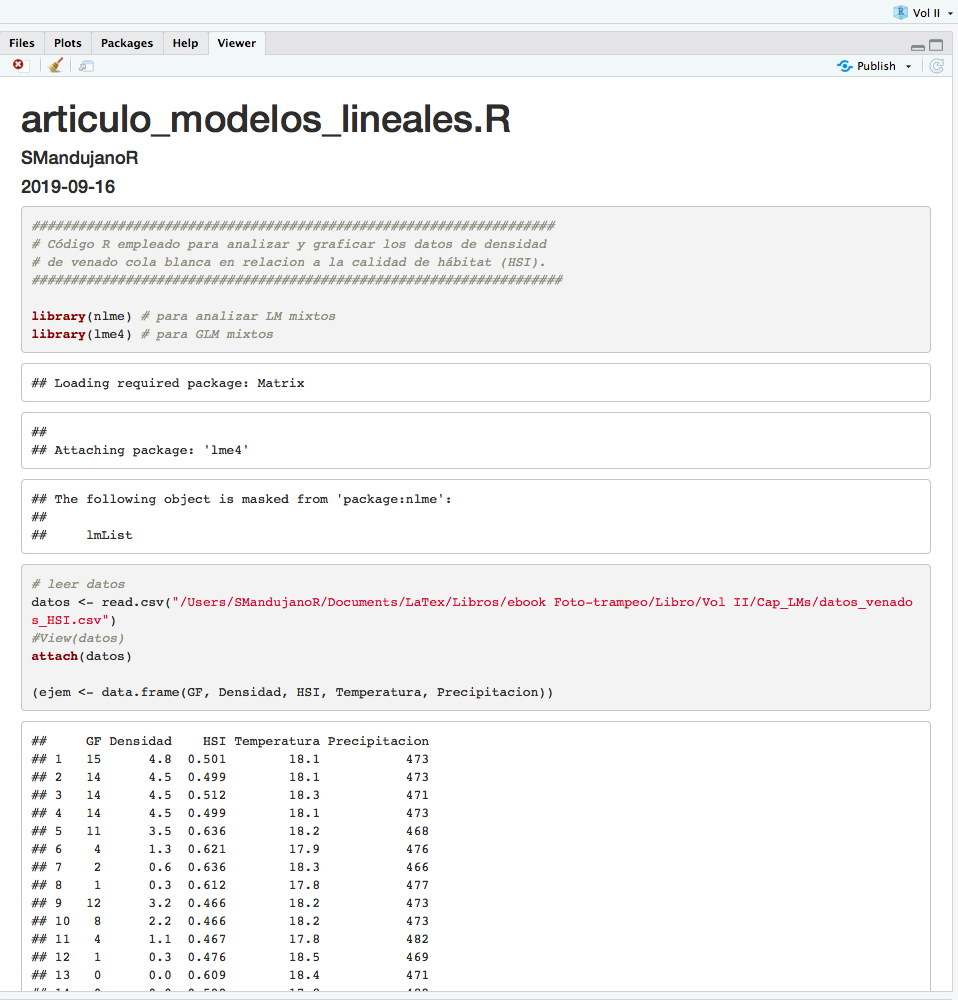 Vol II
Files Plots Packages Help Viewer
Publish
articulo_modelos_lineales.R
SMandujanoR
2019-09-16
###################################################################
# Código R empleado para analizar y graficar los datos de densidad
# de venado cola blanca en relacion a la calidad de hábitat (HSI).
####################################################################
library(nlme) # para analizar LM mixtos
library(lme4) # para GLM mixtos
## Loading required package: Matrix
##
## Attaching package: 'lme4'
## The following object is masked from 'package:nlme':
##
##     lmList
# leer datos
datos <- read.csv("/Users/SMandujanoR/Documents/LaTex/Libros/ebook Foto-trampeo/Libro/Vol II/Cap_LMs/datos_venado
s_HSI.csv")
#View(datos)
attach(datos)
(ejem <- data.frame(GF, Densidad, HSI, Temperatura, Precipitacion))
##     GF Densidad    HSI Temperatura Precipitacion
## 1   15      4.8  0.501        18.1           473
## 2   14      4.5  0.499        18.1           473
## 3   14      4.5  0.512        18.3           471
## 4   14      4.5  0.499        18.1           473
## 5   11      3.5  0.636        18.2           468
## 6    4      1.3  0.621        17.9           476
## 7    2      0.6  0.636        18.3           466
## 8    1      0.3  0.612        17.8           477
## 9   12      3.2  0.466        18.2           473
## 10   8      2.2  0.466        18.2           473
## 11   4      1.1  0.467        17.8           482
## 12   1      0.3  0.476        18.5           469
## 13   0      0.0  0.609        18.4           471